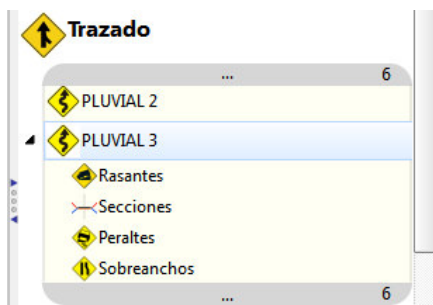 Trazado
... 6
PLUVIAL 2
PLUVIAL 3
Rasantes
Secciones
Peraltes
Sobreanchos
... 6